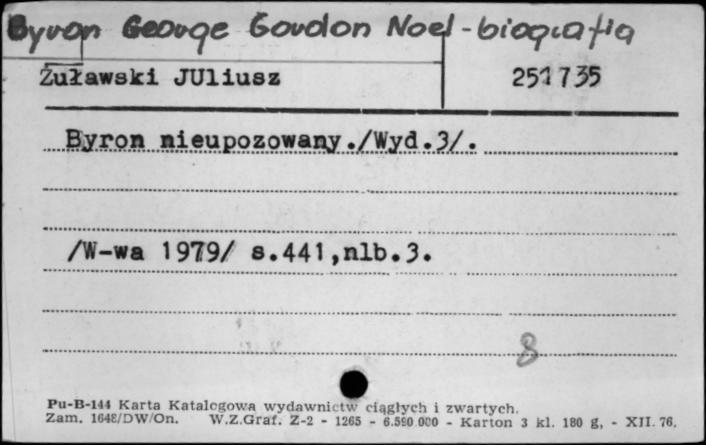 Byron George Gordon Noel - biografia
Żuławski JUliusz 251735
Byron nieupozowany./Wyd.3/.
/W-wa 1979/ s.441,nlb.3.
8
Pu-B-144 Karta Katalogowa wydawnictw ciągłych i zwartych.
Zam. 1648/DW/On. W.Z.Graf. Z-2 - 1265 - 6.590.000 - Karton 3 kl. 180 g, - XII. 76.